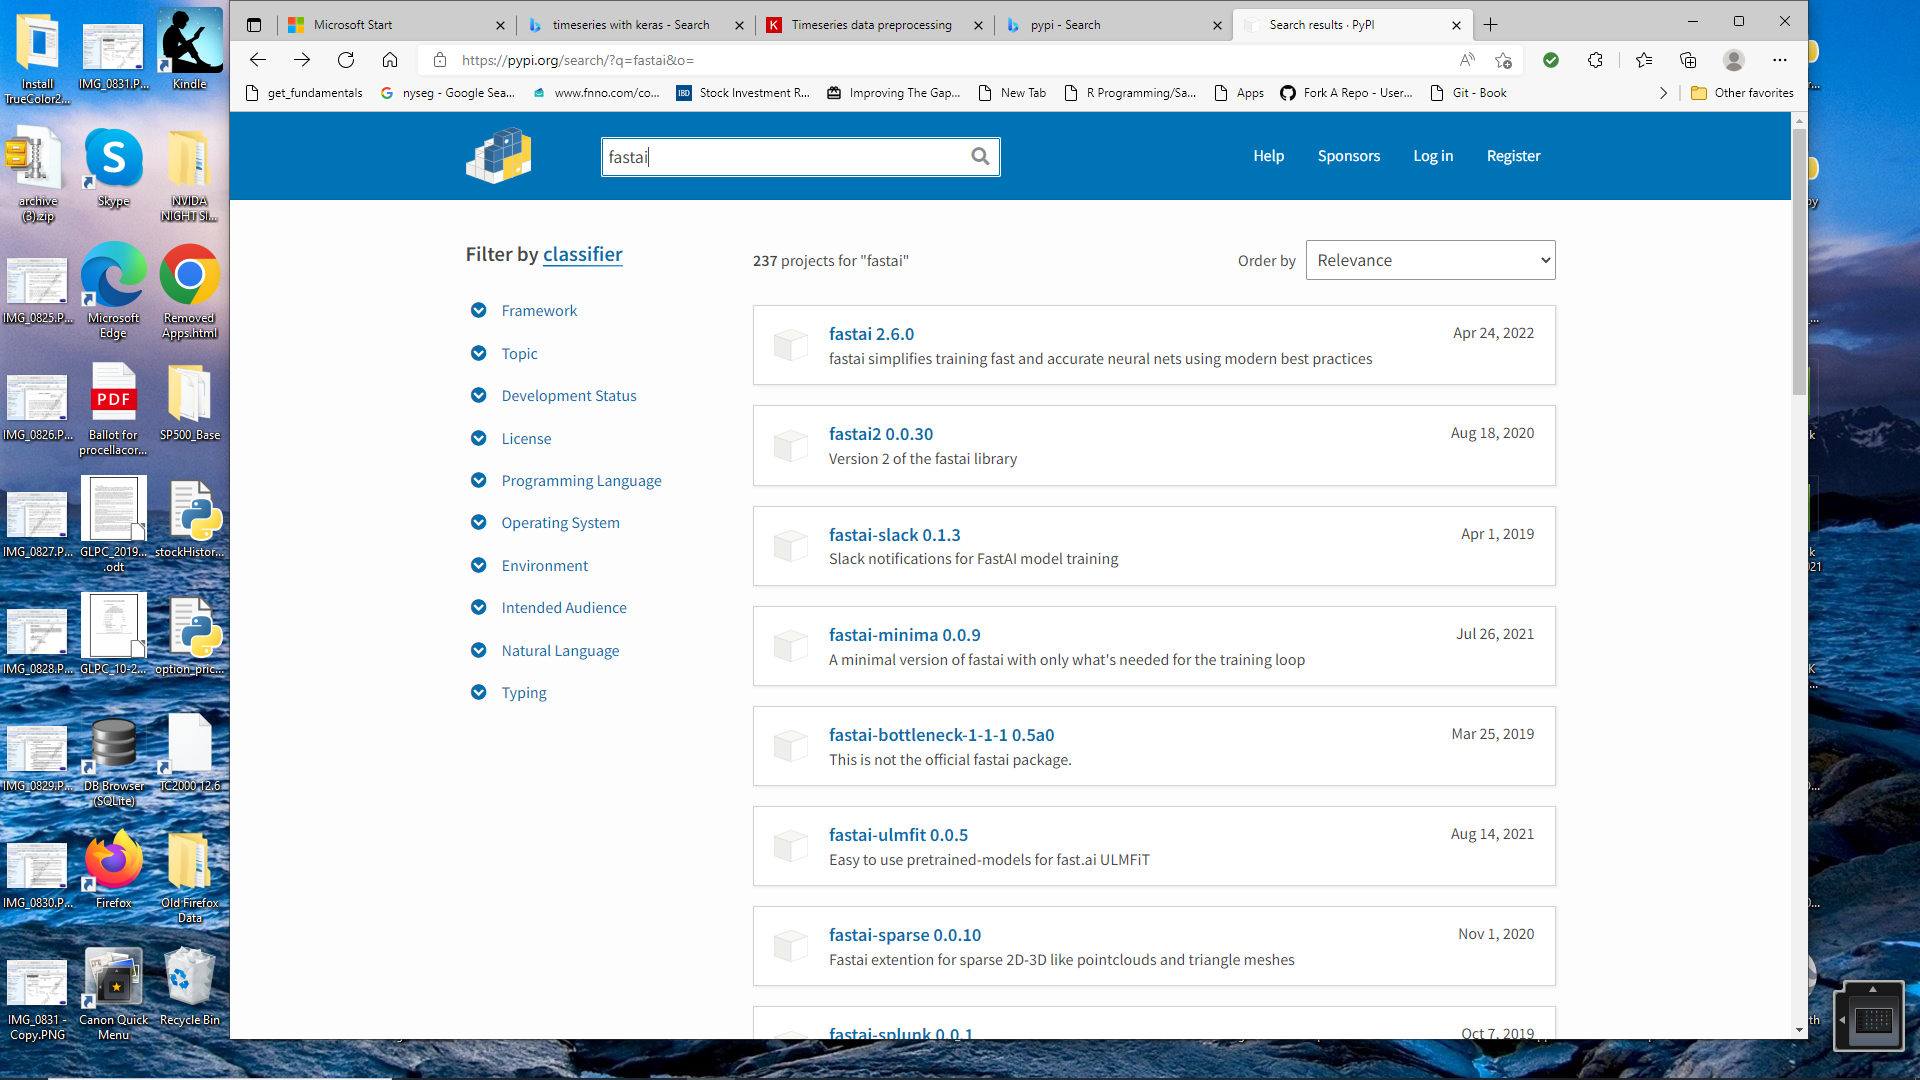 Microsoft Start
timeseries with keras - Search
Timeseries data preprocessing
pypi - Search
Search results · PyPI
https://pypi.org/search/?q=fastai&o=
get_fundamentals
nyseg - Google Sea...
www.fnno.com/co...
IBD
Stock Investment R...
Improving The Gap...
New Tab
R Programming/Sa...
Apps
Fork A Repo - User...
Git - Book
Other favorites
fastai
Help
Sponsors
Log in
Register
Filter by classifier
Framework
Topic
Development Status
License
Programming Language
Operating System
Environment
Intended Audience
Natural Language
Typing
237 projects for "fastai"
Order by
Relevance
fastai 2.6.0
Apr 24, 2022
fastai simplifies training fast and accurate neural nets using modern best practices
fastai2 0.0.30
Aug 18, 2020
Version 2 of the fastai library
fastai-slack 0.1.3
Apr 1, 2019
Slack notifications for FastAI model training
fastai-minima 0.0.9
Jul 26, 2021
A minimal version of fastai with only what's needed for the training loop
fastai-bottleneck-1-1-1 0.5a0
Mar 25, 2019
This is not the official fastai package.
fastai-ulmfit 0.0.5
Aug 14, 2021
Easy to use pretrained-models for fast.ai ULMFiT
fastai-sparse 0.0.10
Nov 1, 2020
Fastai extention for sparse 2D-3D like pointclouds and triangle meshes
fastai-splunk 0.0.1
Oct 7, 2019
Install
TrueColor2...
IMG_0831.P...
Kindle
archive
(3).zip
Skype
NVIDA
NIGHT SI...
IMG_0825.P...
Microsoft
Edge
Removed
Apps.html
IMG_0826.P...
PDF
Ballot for
procellacor...
SP500_Base
IMG_0827.P...
GLPC_2019...
.odt
stockHistor...
IMG_0828.P...
GLPC_10-2...
option_pric...
IMG_0829.P...
DB Browser
(SQLite)
TC2000 12.6
IMG_0830.P...
Firefox
Old Firefox
Data
IMG_0831 -
Copy.PNG
Canon Quick
Menu
Recycle Bin